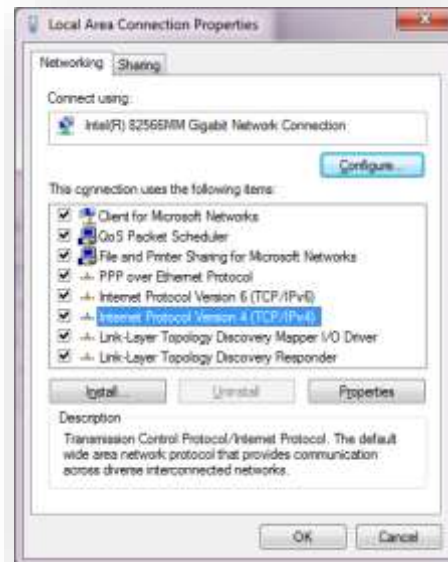 Local Area Connection Properties
Networking
Sharing
Connect using:
Intel(R) 82566MM Gigabit Network Connection
Configure...
This connection uses the following items:
Client for Microsoft Networks
QoS Packet Scheduler
File and Printer Sharing for Microsoft Networks
PPP over Ethernet Protocol
Internet Protocol Version 6 (TCP/IPv6)
Internet Protocol Version 4 (TCP/IPv4)
Link-Layer Topology Discovery Mapper I/O Driver
Link-Layer Topology Discovery Responder
Install...
Uninstall
Properties
Description
Transmission Control Protocol/Internet Protocol. The default
wide area network protocol that provides communication
across diverse interconnected networks.
OK
Cancel